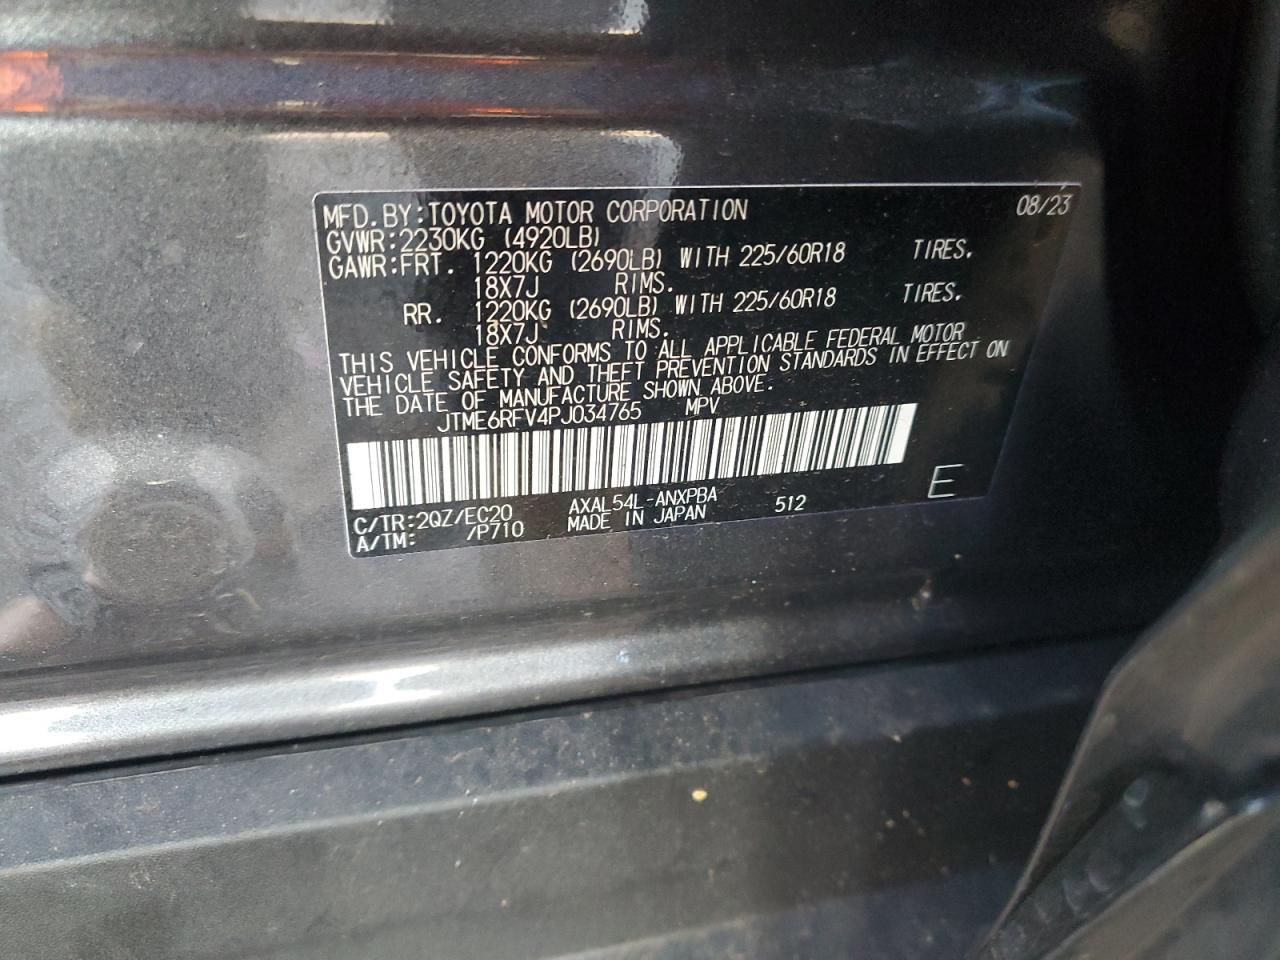 MFD.BY:TOYOTA MOTOR CORPORATION 08/23
GVWR:2230KG (4920LB)
GAWR:FRT. 1220KG (2690LB) WITH 225/60R18 TIRES.
18X7J RIMS.
RR. 1220KG (2690LB) WITH 225/60R18 TIRES.
18X7J RIMS.
THIS VEHICLE CONFORMS TO ALL APPLICABLE FEDERAL MOTOR
VEHICLE SAFETY AND THEFT PREVENTION STANDARDS IN EFFECT ON
THE DATE OF MANUFACTURE SHOWN ABOVE.
JTME6RFV4PJ034765 MPV
C/TR:2QZ/EC20 AXAL54L-ANXPBA 512 E
A/TM: /P710 MADE IN JAPAN